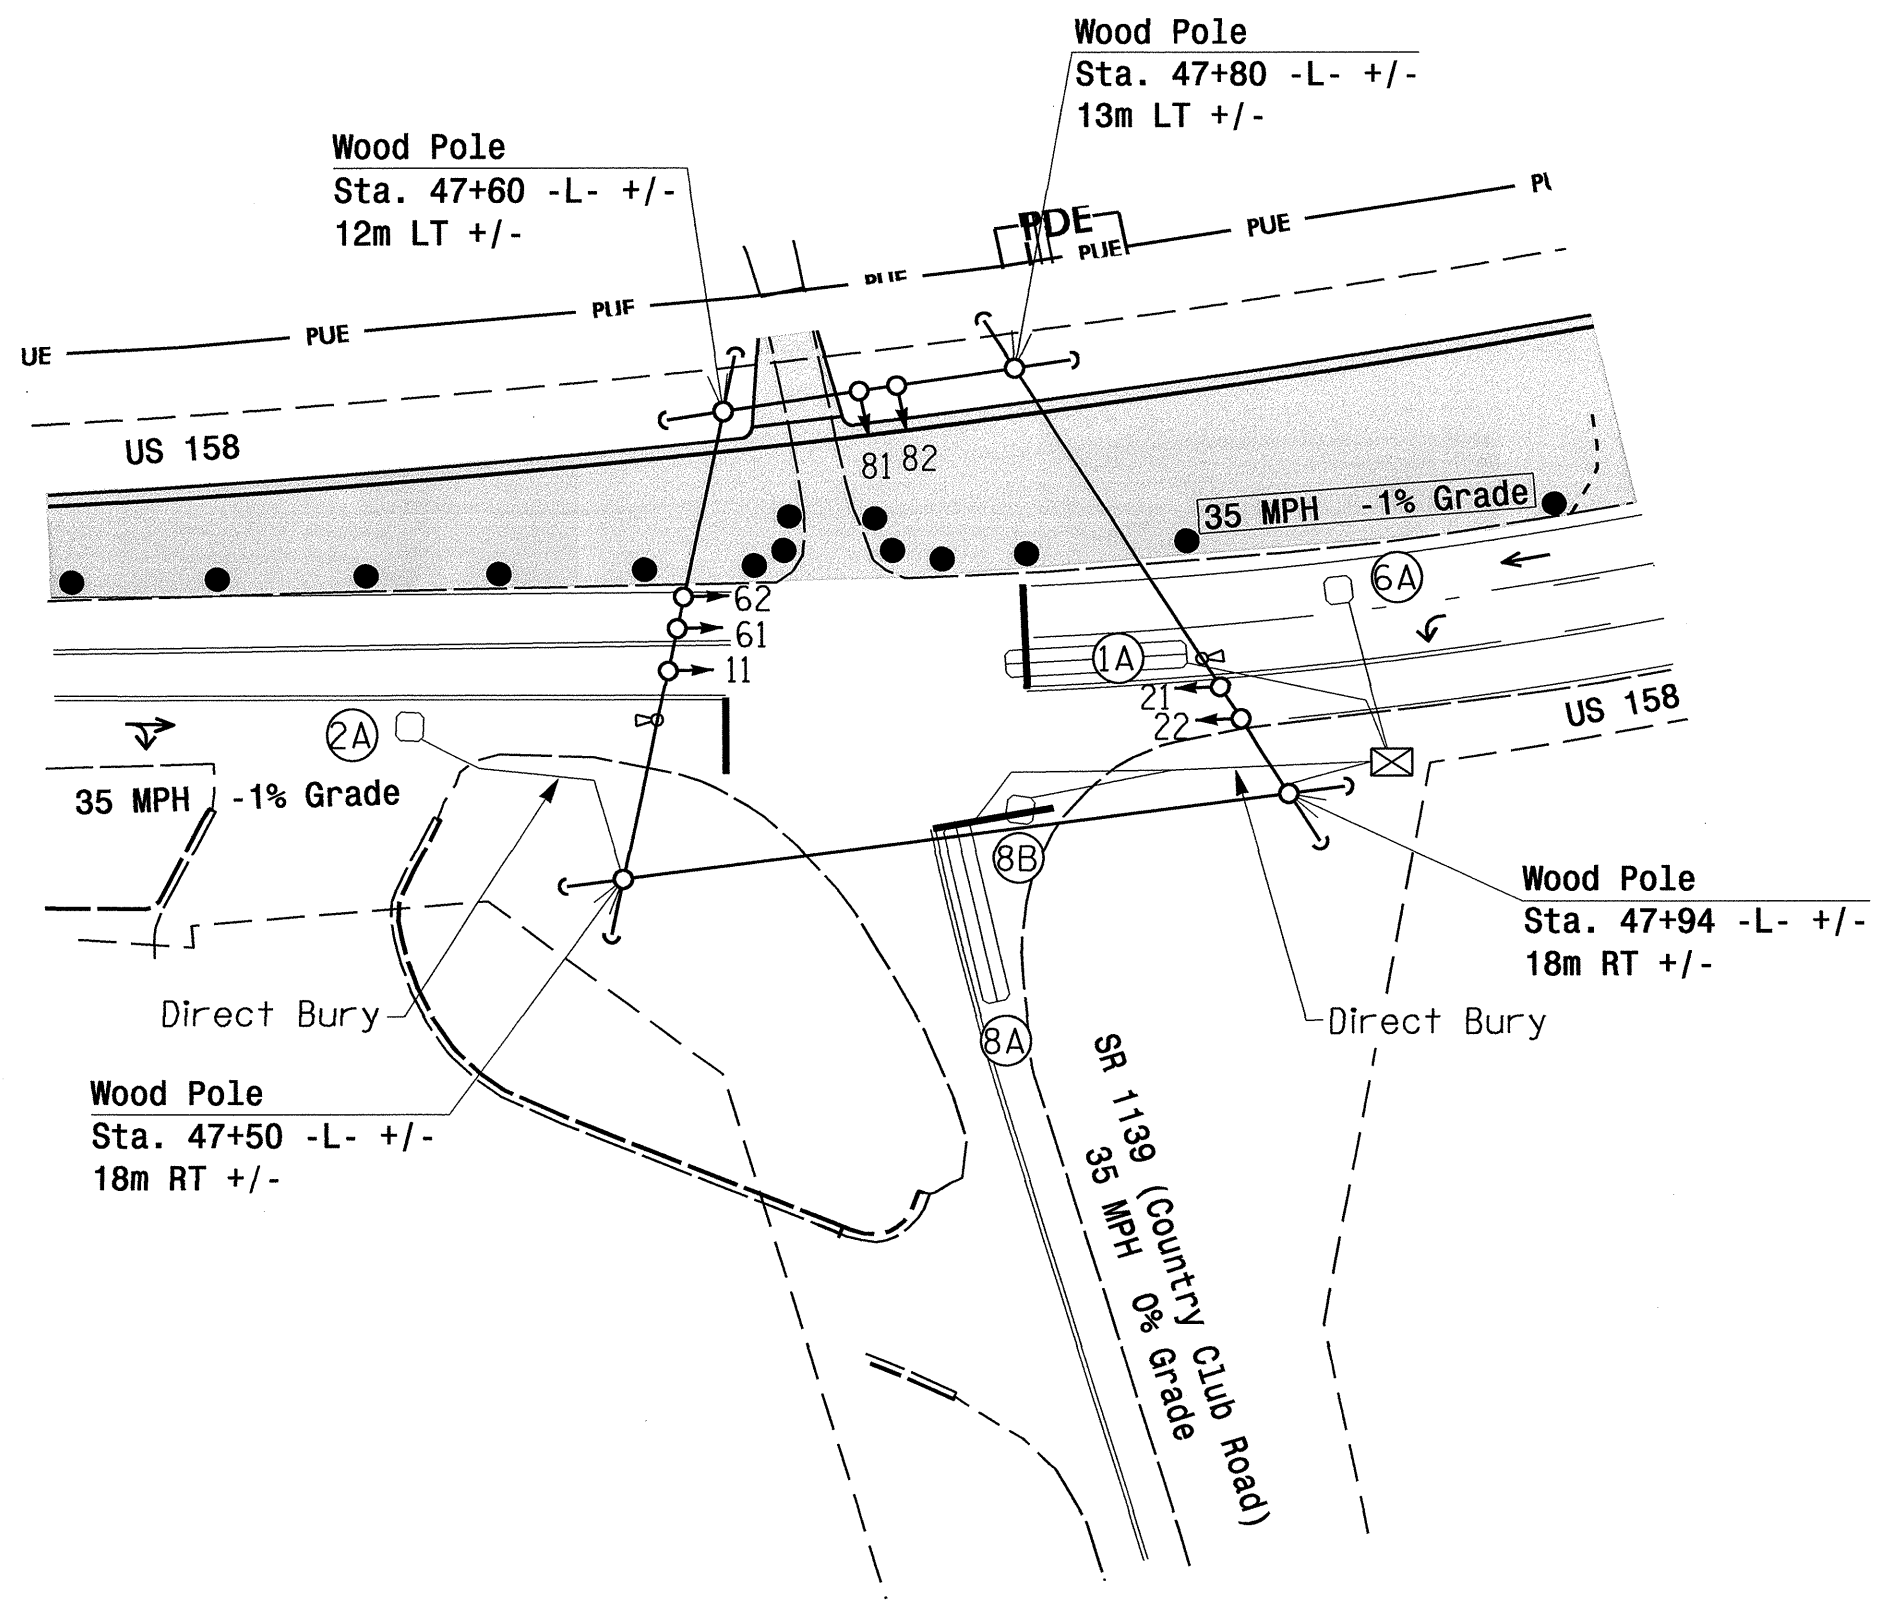 Wood Pole
Sta. 47+80 -L- +/-
13m LT +/-
Wood Pole
Sta. 47+60 -L- +/-
12m LT +/-
PDE
PUE
PUE
PUE
UE
US 158
81
82
35 MPH -1% Grade
6A
62
61
11
1A
21
22
US 158
2A
35 MPH -1% Grade
8B
Wood Pole
Sta. 47+94 -L- +/-
18m RT +/-
Direct Bury
Direct Bury
8A
Wood Pole
Sta. 47+50 -L- +/-
18m RT +/-
SR 1139 (Country Club Road)
35 MPH 0% Grade